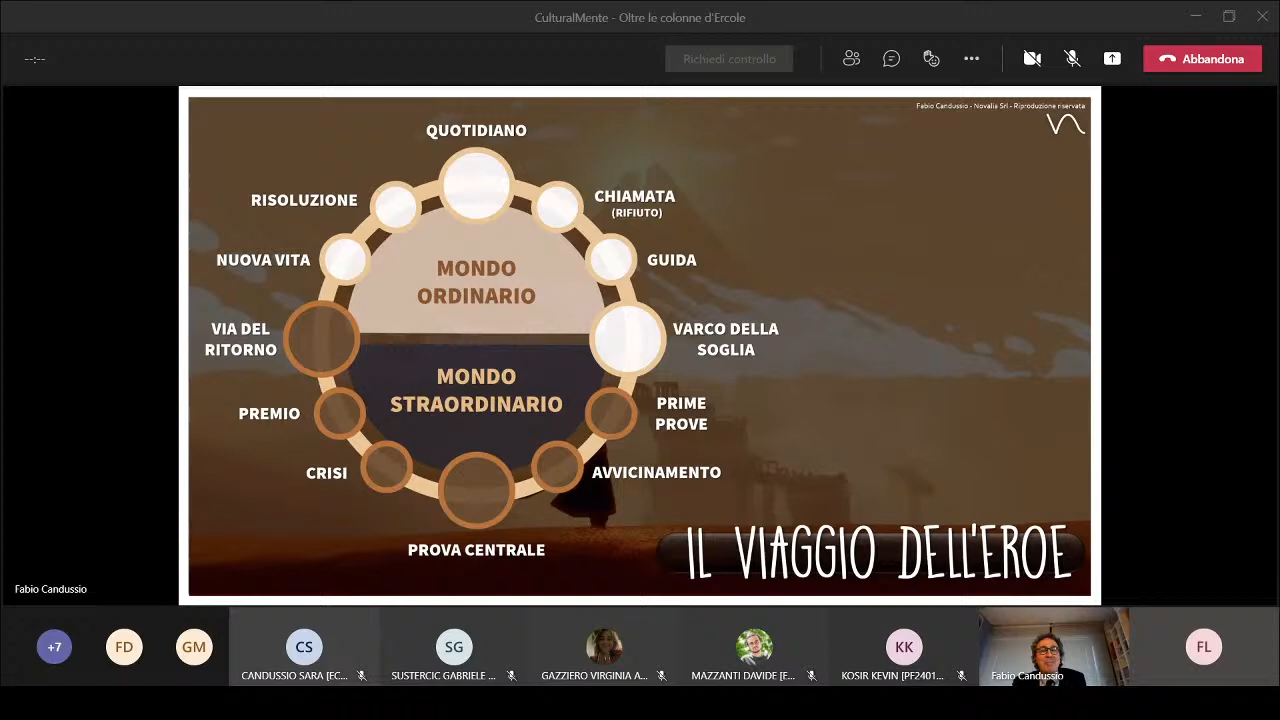 CulturalMente - Oltre le colonne d'Ercole
--:--
Richiedi controllo
Abbandona
Fabio Candussio - Novalia Srl - Riproduzione riservata
QUOTIDIANO
RISOLUZIONE
CHIAMATA
(RIFIUTO)
NUOVA VITA
GUIDA
MONDO
ORDINARIO
VIA DEL
RITORNO
VARCO DELLA
SOGLIA
MONDO
STRAORDINARIO
PREMIO
PRIME
PROVE
CRISI
AVVICINAMENTO
PROVA CENTRALE
IL VIAGGIO DELL'EROE
Fabio Candussio
+7
FD
GM
CS
SG
KK
FL
CANDUSSIO SARA [EC...
SUSTERCIC GABRIELE ...
GAZZIERO VIRGINIA A...
MAZZANTI DAVIDE [E...
KOSIR KEVIN [PF2401...
Fabio Candussio